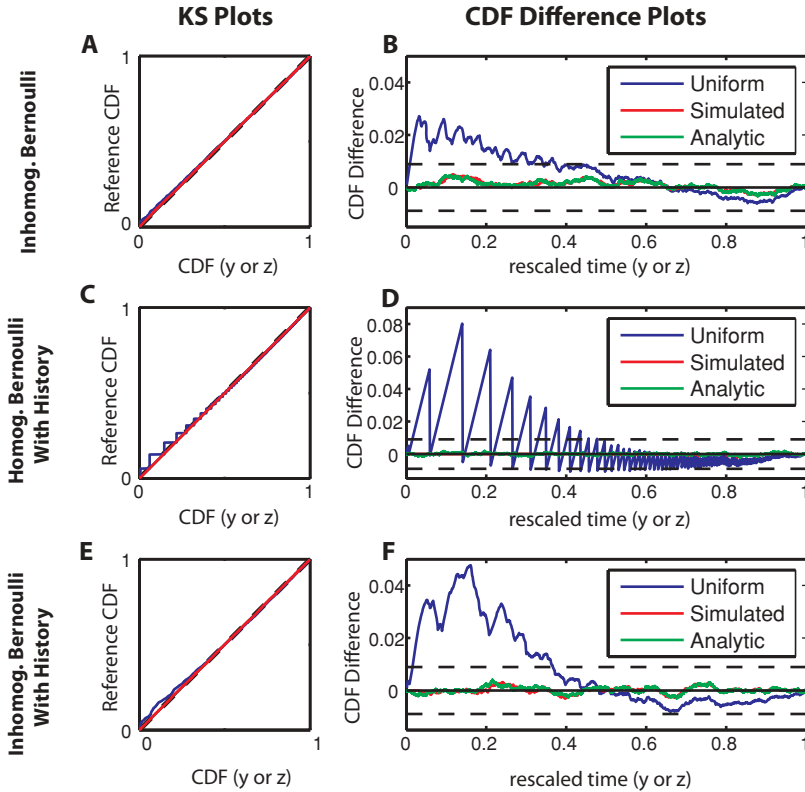 KS Plots
CDF Difference Plots
Inhomog. Bernoulli
A
1
Reference CDF
0
0
1
CDF (y or z)
B
0.04
0.02
0
CDF Difference
Uniform
Simulated
Analytic
0
0.2
0.4
0.6
0.8
1
rescaled time (y or z)
Homog. Bernoulli
With History
C
1
Reference CDF
0
0
1
CDF (y or z)
D
0.08
0.06
0.04
0.02
0
CDF Difference
Uniform
Simulated
Analytic
0
0.2
0.4
0.6
0.8
1
rescaled time (y or z)
Inhomog. Bernoulli
With History
E
1
Reference CDF
0
0
1
CDF (y or z)
F
0.04
0.02
0
CDF Difference
Uniform
Simulated
Analytic
0
0.2
0.4
0.6
0.8
1
rescaled time (y or z)